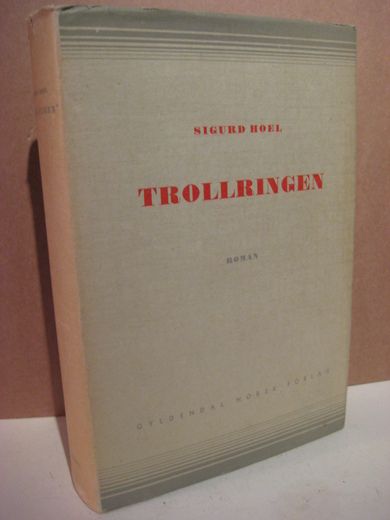 SIGURD HOEL
TROLLRINGEN
ROMAN
GYLDENDAL NORSK FORLAG